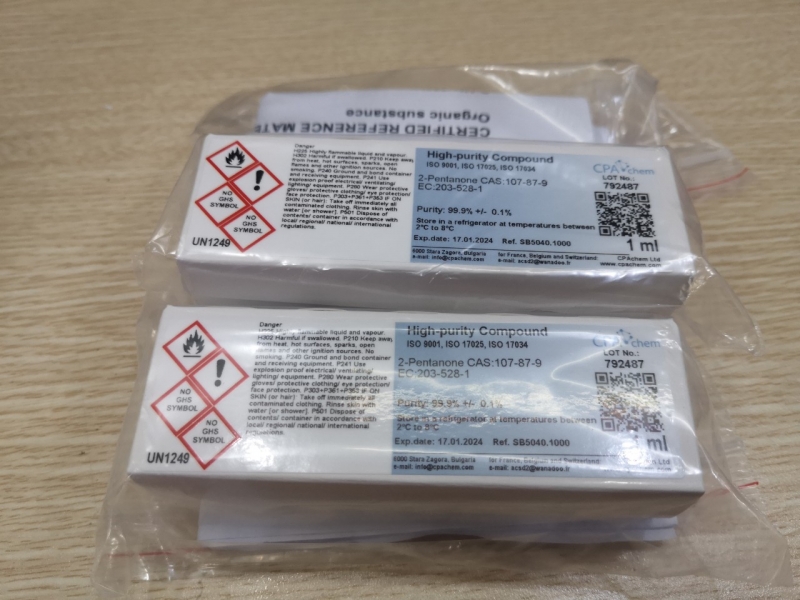 CERTIFIED REFERENCE MAT
Organic substance
NO
GHS
SYMBOL
NO
GHS
SYMBOL
UN1249
Danger
H225 Highly flammable liquid and vapour.
H302 Harmful if swallowed. P210 Keep away
from heat, hot surfaces, sparks, open
flames and other ignition sources. No
smoking. P240 Ground and bond container
and receiving equipment. P241 Use
explosion proof electrical/ ventilating/
lighting/ equipment. P280 Wear protective
gloves/ protective clothing/ eye protection/
face protection. P303+P361+P353 IF ON
SKIN (or hair): Take off immediately all
contaminated clothing. Rinse skin with
water [or shower]. P501 Dispose of
contents/ container in accordance with
local/ regional/ national/ international
regulations.
High-purity Compound
ISO 9001, ISO 17025, ISO 17034
2-Pentanone CAS:107-87-9
EC:203-528-1
Purity: 99.9% +/- 0.1%
Store in a refrigerator at temperatures between
2°C to 8°C
Exp.date: 17.01.2024 Ref. SB5040.1000
6000 Stara Zagora, Bulgaria
e-mail: info@cpachem.com
for France, Belgium and Switzerland:
e-mail: scsd2@wanadoo.fr
CPAchem
LOT No.:
792487
1 ml
CPAchem Ltd
www.cpachem.com
NO
GHS
SYMBOL
NO
GHS
SYMBOL
UN1249
Danger
H225 Highly flammable liquid and vapour.
H302 Harmful if swallowed. P210 Keep away
from heat, hot surfaces, sparks, open
flames and other ignition sources. No
smoking. P240 Ground and bond container
and receiving equipment. P241 Use
explosion proof electrical/ ventilating/
lighting/ equipment. P280 Wear protective
gloves/ protective clothing/ eye protection/
face protection. P303+P361+P353 IF ON
SKIN (or hair): Take off immediately all
contaminated clothing. Rinse skin with
water [or shower]. P501 Dispose of
contents/ container in accordance with
local/ regional/ national/ international
regulations.
High-purity Compound
ISO 9001, ISO 17025, ISO 17034
2-Pentanone CAS:107-87-9
EC:203-528-1
Purity: 99.9% +/- 0.1%
Store in a refrigerator at temperatures between
2°C to 8°C
Exp.date: 17.01.2024 Ref. SB5040.1000
6000 Stara Zagora, Bulgaria
e-mail: info@cpachem.com
for France, Belgium and Switzerland:
e-mail: scsd2@wanadoo.fr
CPAchem
LOT No.:
792487
ml